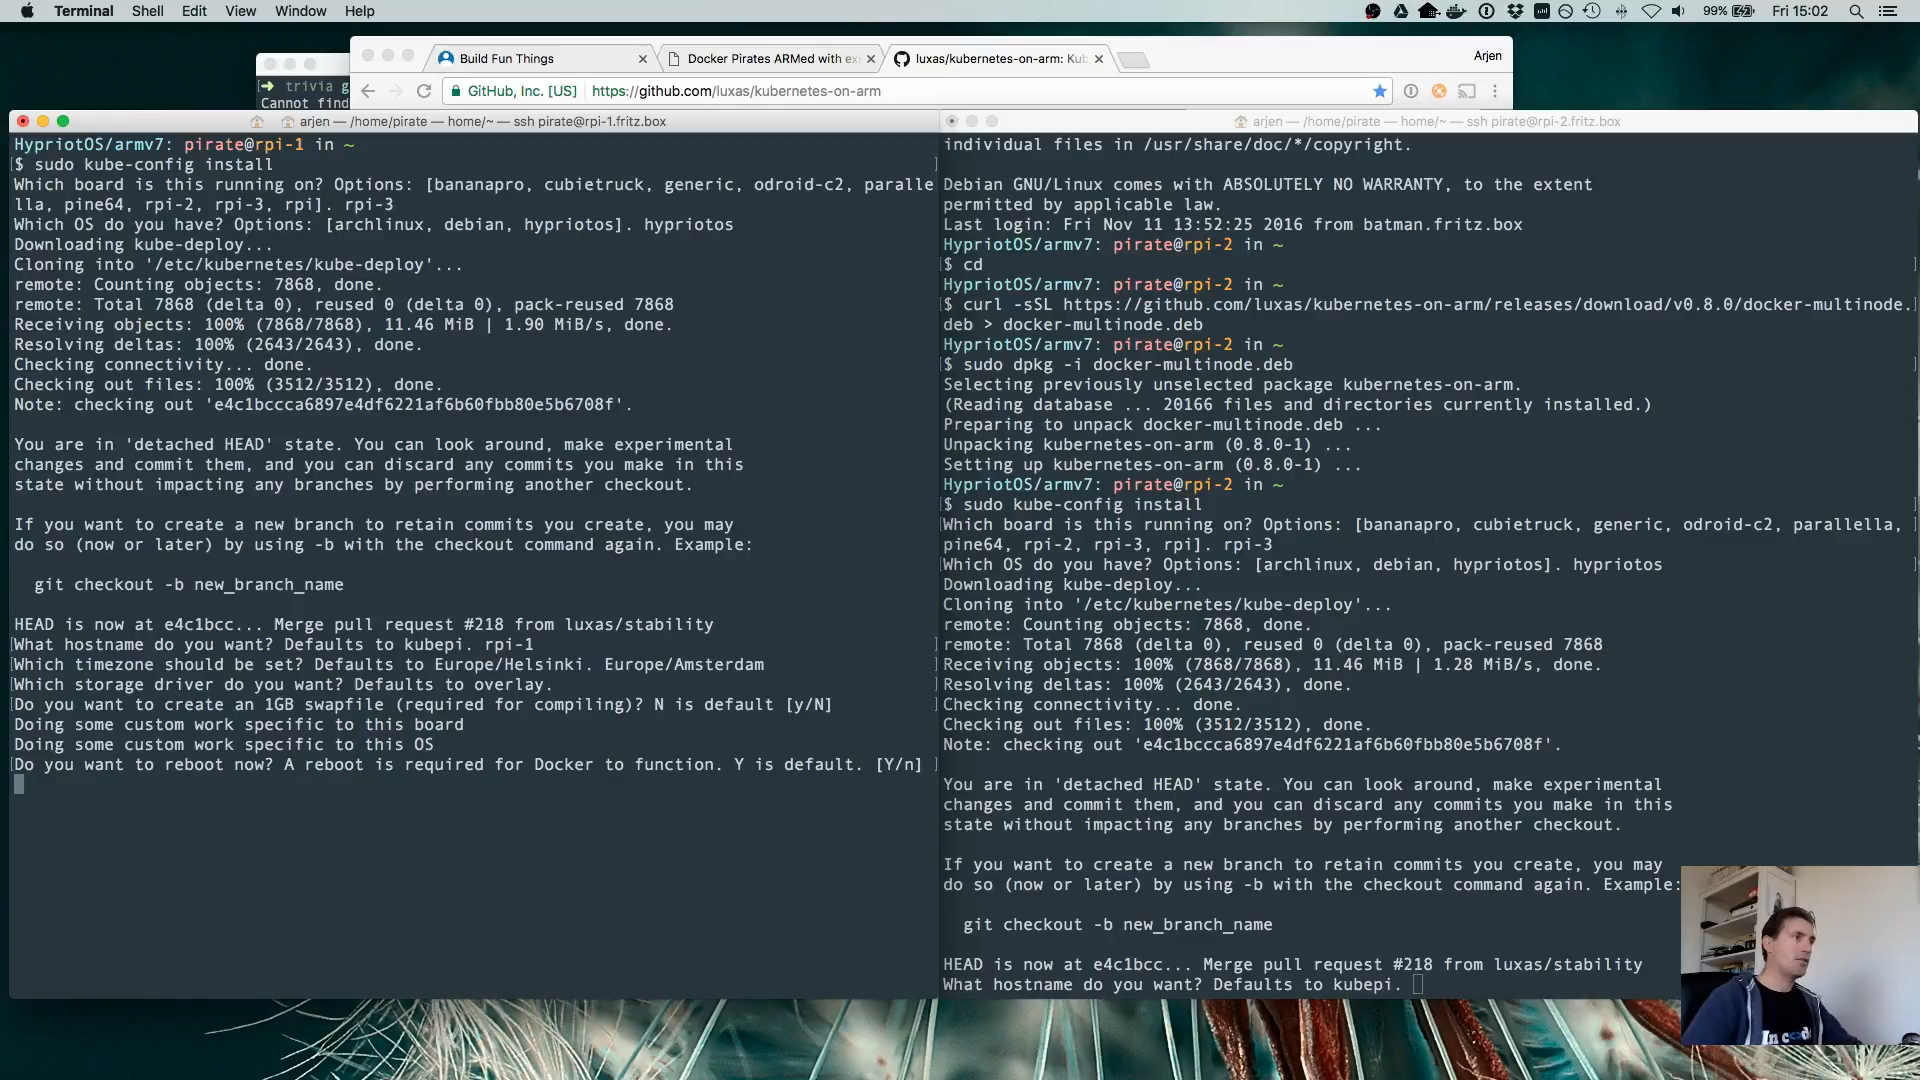 Terminal Shell Edit View Window Help
99% Fri 15:02
Build Fun Things
Docker Pirates ARMed with ex
luxas/kubernetes-on-arm: Kub
Arjen
GitHub, Inc. [US] https://github.com/luxas/kubernetes-on-arm
➜ trivia g
Cannot find
arjen — /home/pirate — home/~ — ssh pirate@rpi-1.fritz.box
HypriotOS/armv7: pirate@rpi-1 in ~
$ sudo kube-config install
Which board is this running on? Options: [bananapro, cubietruck, generic, odroid-c2, paralle
lla, pine64, rpi-2, rpi-3, rpi]. rpi-3
Which OS do you have? Options: [archlinux, debian, hypriotos]. hypriotos
Downloading kube-deploy...
Cloning into '/etc/kubernetes/kube-deploy'...
remote: Counting objects: 7868, done.
remote: Total 7868 (delta 0), reused 0 (delta 0), pack-reused 7868
Receiving objects: 100% (7868/7868), 11.46 MiB | 1.90 MiB/s, done.
Resolving deltas: 100% (2643/2643), done.
Checking connectivity... done.
Checking out files: 100% (3512/3512), done.
Note: checking out 'e4c1bccca6897e4df6221af6b60fbb80e5b6708f'.
You are in 'detached HEAD' state. You can look around, make experimental
changes and commit them, and you can discard any commits you make in this
state without impacting any branches by performing another checkout.
If you want to create a new branch to retain commits you create, you may
do so (now or later) by using -b with the checkout command again. Example:
git checkout -b new_branch_name
HEAD is now at e4c1bcc... Merge pull request #218 from luxas/stability
What hostname do you want? Defaults to kubepi. rpi-1
Which timezone should be set? Defaults to Europe/Helsinki. Europe/Amsterdam
Which storage driver do you want? Defaults to overlay.
Do you want to create an 1GB swapfile (required for compiling)? N is default [y/N]
Doing some custom work specific to this board
Doing some custom work specific to this OS
Do you want to reboot now? A reboot is required for Docker to function. Y is default. [Y/n]
arjen — /home/pirate — home/~ — ssh pirate@rpi-2.fritz.box
individual files in /usr/share/doc/*/copyright.
Debian GNU/Linux comes with ABSOLUTELY NO WARRANTY, to the extent
permitted by applicable law.
Last login: Fri Nov 11 13:52:25 2016 from batman.fritz.box
HypriotOS/armv7: pirate@rpi-2 in ~
$ cd
HypriotOS/armv7: pirate@rpi-2 in ~
$ curl -sSL https://github.com/luxas/kubernetes-on-arm/releases/download/v0.8.0/docker-multinode.
deb > docker-multinode.deb
HypriotOS/armv7: pirate@rpi-2 in ~
$ sudo dpkg -i docker-multinode.deb
Selecting previously unselected package kubernetes-on-arm.
(Reading database ... 20166 files and directories currently installed.)
Preparing to unpack docker-multinode.deb ...
Unpacking kubernetes-on-arm (0.8.0-1) ...
Setting up kubernetes-on-arm (0.8.0-1) ...
HypriotOS/armv7: pirate@rpi-2 in ~
$ sudo kube-config install
Which board is this running on? Options: [bananapro, cubietruck, generic, odroid-c2, parallella,
pine64, rpi-2, rpi-3, rpi]. rpi-3
Which OS do you have? Options: [archlinux, debian, hypriotos]. hypriotos
Downloading kube-deploy...
Cloning into '/etc/kubernetes/kube-deploy'...
remote: Counting objects: 7868, done.
remote: Total 7868 (delta 0), reused 0 (delta 0), pack-reused 7868
Receiving objects: 100% (7868/7868), 11.46 MiB | 1.28 MiB/s, done.
Resolving deltas: 100% (2643/2643), done.
Checking connectivity... done.
Checking out files: 100% (3512/3512), done.
Note: checking out 'e4c1bccca6897e4df6221af6b60fbb80e5b6708f'.
You are in 'detached HEAD' state. You can look around, make experimental
changes and commit them, and you can discard any commits you make in this
state without impacting any branches by performing another checkout.
If you want to create a new branch to retain commits you create, you may
do so (now or later) by using -b with the checkout command again. Example:
git checkout -b new_branch_name
HEAD is now at e4c1bcc... Merge pull request #218 from luxas/stability
What hostname do you want? Defaults to kubepi.
In code